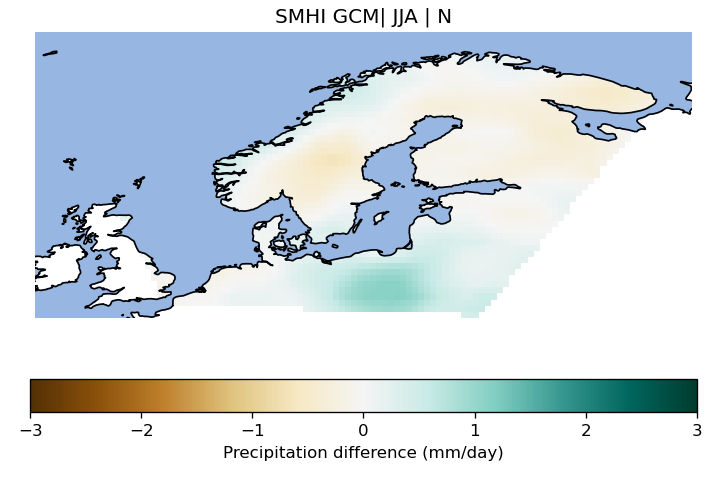 SMHI GCM| JJA | N
−3 −2 −1 0 1 2 3
Precipitation difference (mm/day)